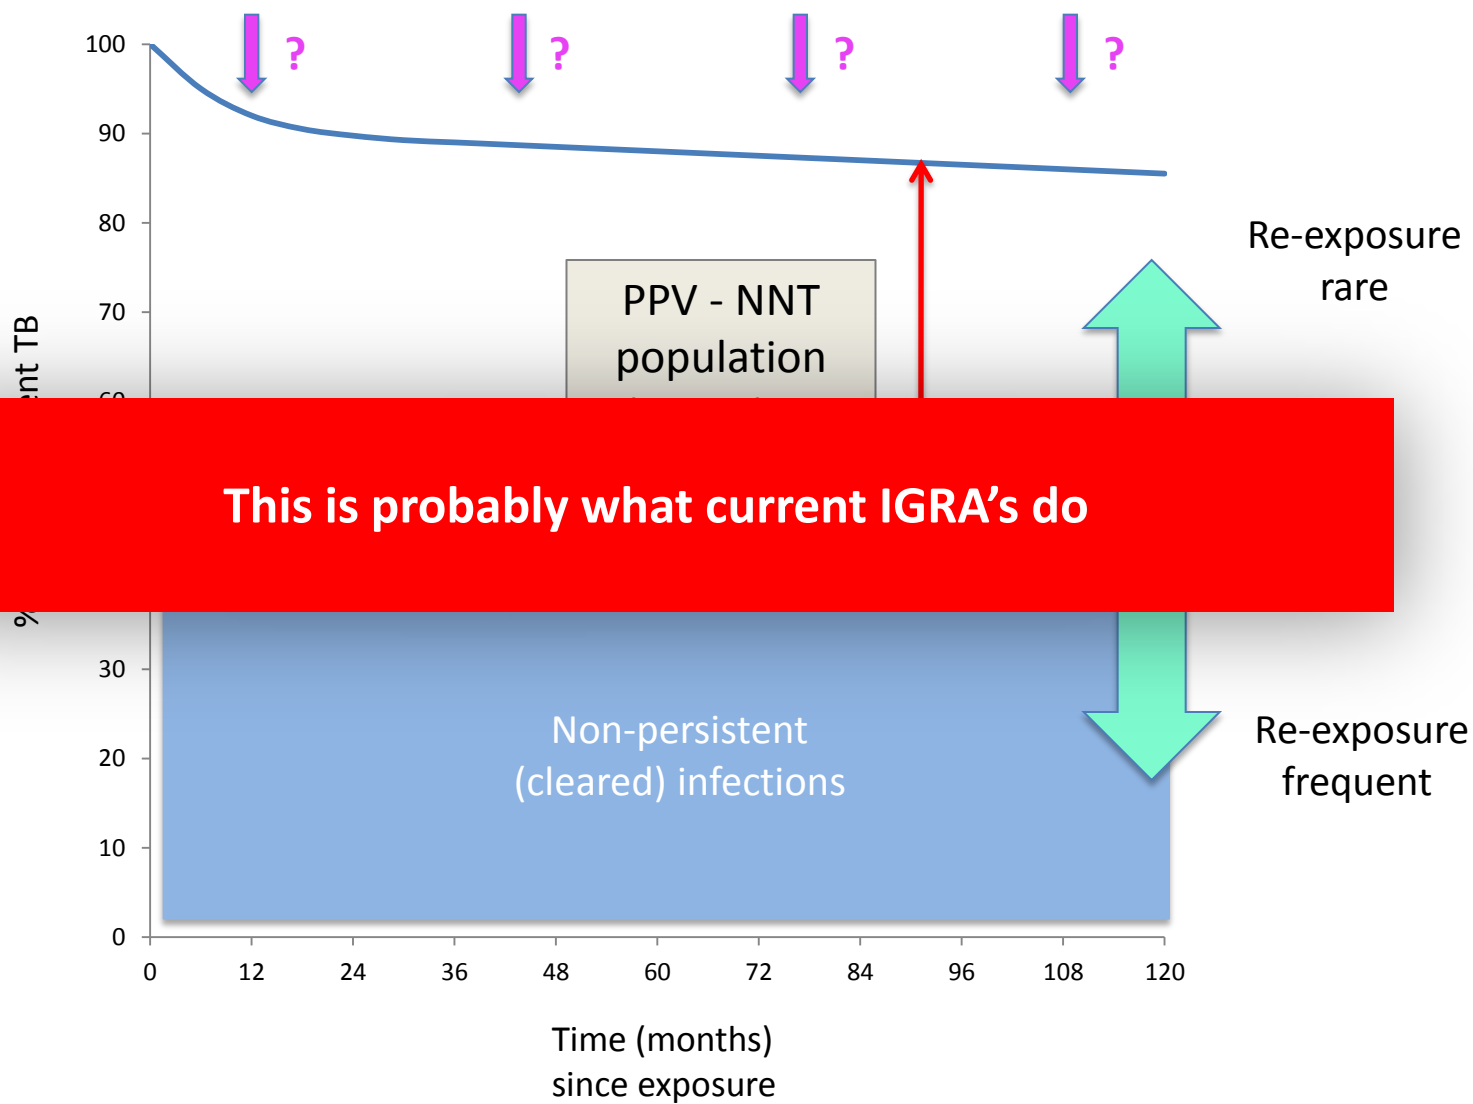 ? ? ? ?
100
90
80
70
30
20
10
0
0 12 24 36 48 60 72 84 96 108 120
Time (months)
since exposure
TB
%
PPV - NNT
population
Re-exposure
rare
This is probably what current IGRA's do
Non-persistent
(cleared) infections
Re-exposure
frequent